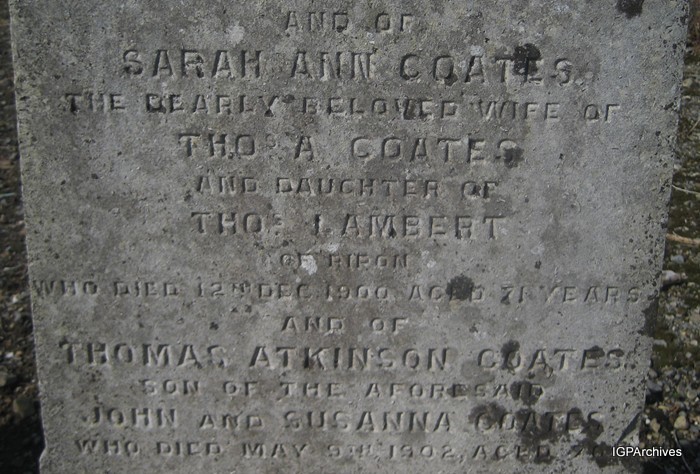 AND OF
SARAH ANN COATES.
THE DEARLY BELOVED WIFE OF
THOS A. COATES
AND DAUGHTER OF
THOS LAMBERT
OF RIPON
WHO DIED 12TH DEC. 1900, AGED 71 YEARS
AND OF
THOMAS ATKINSON COATES.
SON OF THE AFORESAID
JOHN AND SUSANNA COATES
WHO DIED MAY 9TH 1902, AGED
IGPArchives